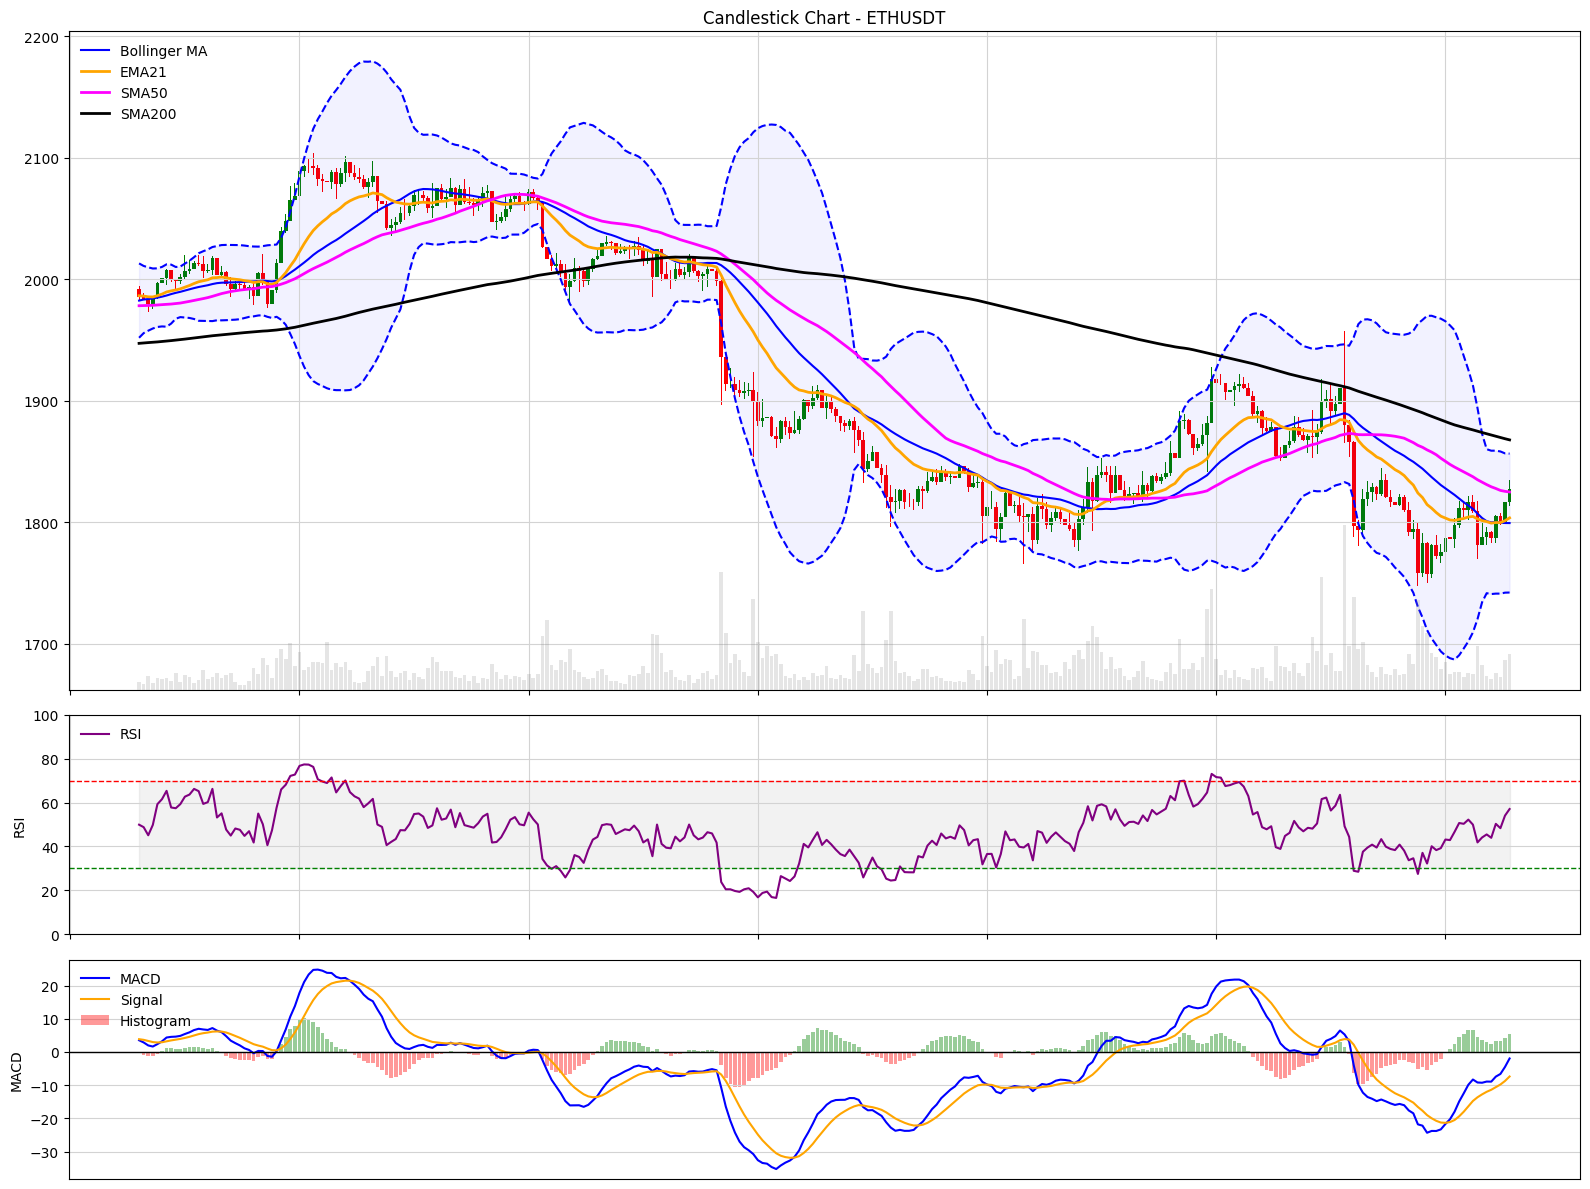 Candlestick Chart - ETHUSDT
2200
2100
2000
1900
1800
1700
Bollinger MA
EMA21
SMA50
SMA200
100
80
60
40
20
0
RSI
RSI
20
10
0
−10
−20
−30
MACD
MACD
Signal
Histogram